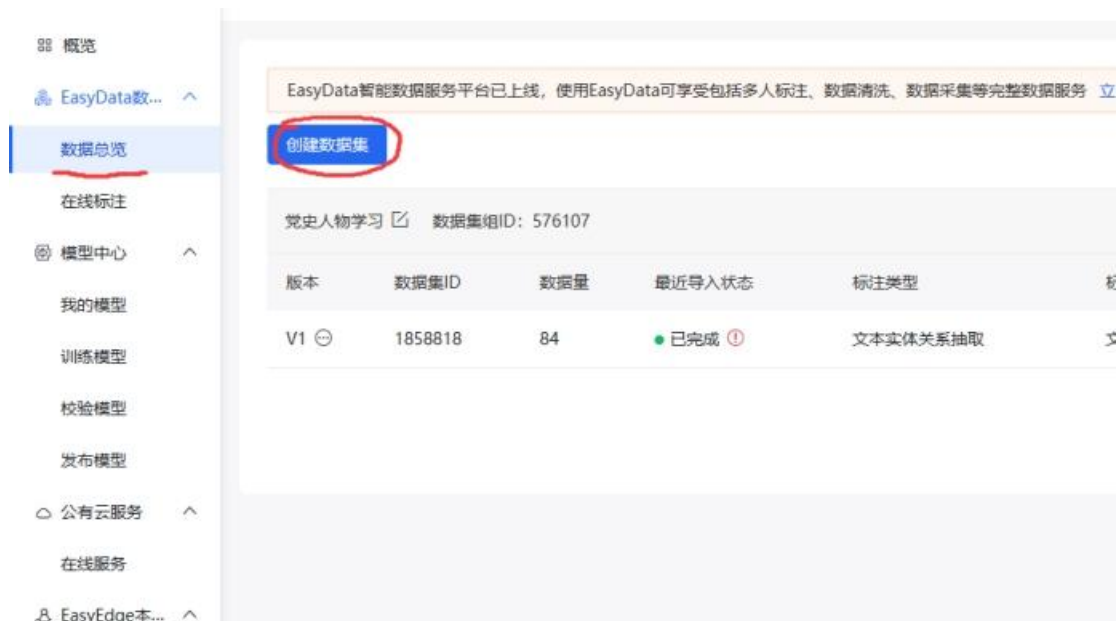 概览
EasyData数...
数据总览
在线标注
模型中心
我的模型
训练模型
校验模型
发布模型
公有云服务
在线服务
EasyEdge本...
EasyData智能数据服务平台已上线，使用EasyData可享受包括多人标注、数据清洗、数据采集等完整数据服务 立
创建数据集
党史人物学习 数据集组ID：576107
版本 数据集ID 数据量 最近导入状态 标注类型
V1 1858818 84 已完成 文本实体关系抽取